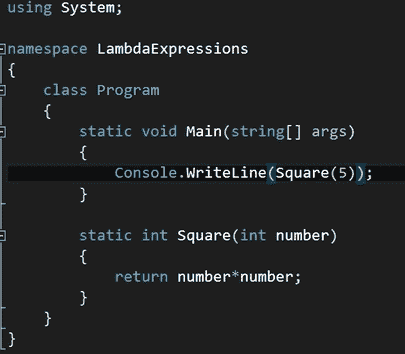 using System;
namespace LambdaExpressions
{
    class Program
    {
        static void Main(string[] args)
        {
            Console.WriteLine(Square(5));
        }

        static int Square(int number)
        {
            return number*number;
        }
    }
}